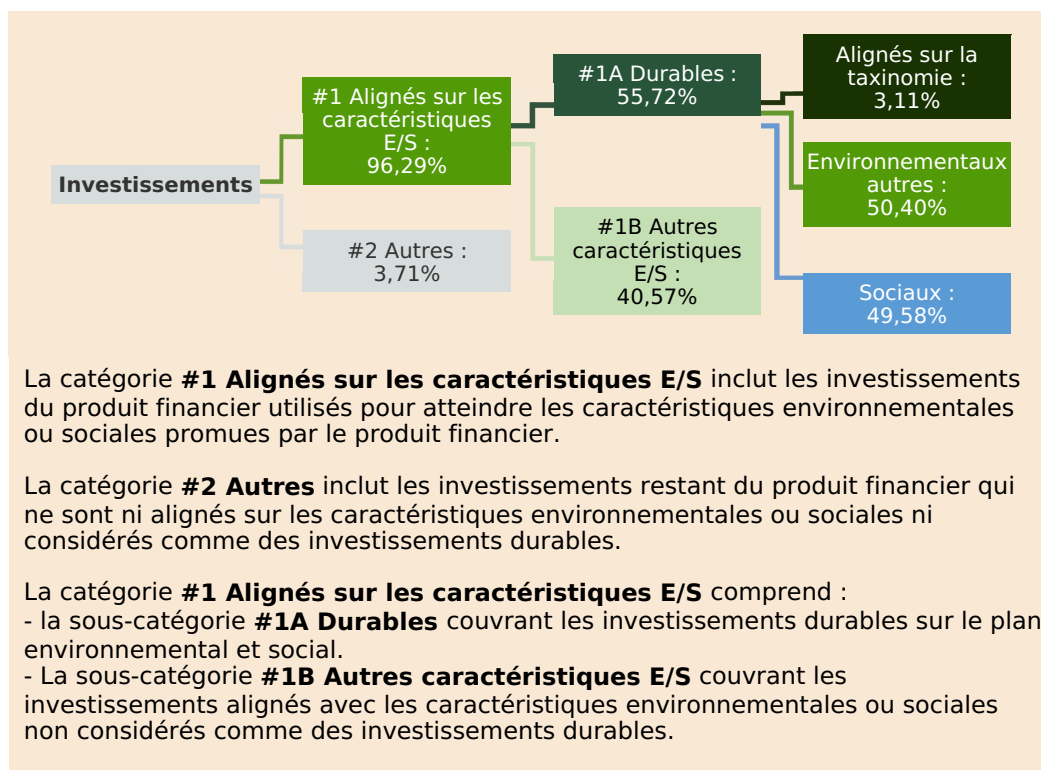 Investissements
#1 Alignés sur les
caractéristiques
E/S :
96,29%
#2 Autres :
3,71%
#1A Durables :
55,72%
#1B Autres
caractéristiques
E/S :
40,57%
Alignés sur la
taxinomie :
3,11%
Environnementaux
autres :
50,40%
Sociaux :
49,58%
La catégorie #1 Alignés sur les caractéristiques E/S inclut les investissements
du produit financier utilisés pour atteindre les caractéristiques environnementales
ou sociales promues par le produit financier.
La catégorie #2 Autres inclut les investissements restant du produit financier qui
ne sont ni alignés sur les caractéristiques environnementales ou sociales ni
considérés comme des investissements durables.
La catégorie #1 Alignés sur les caractéristiques E/S comprend :
- la sous-catégorie #1A Durables couvrant les investissements durables sur le plan
environnemental et social.
- La sous-catégorie #1B Autres caractéristiques E/S couvrant les
investissements alignés avec les caractéristiques environnementales ou sociales
non considérés comme des investissements durables.